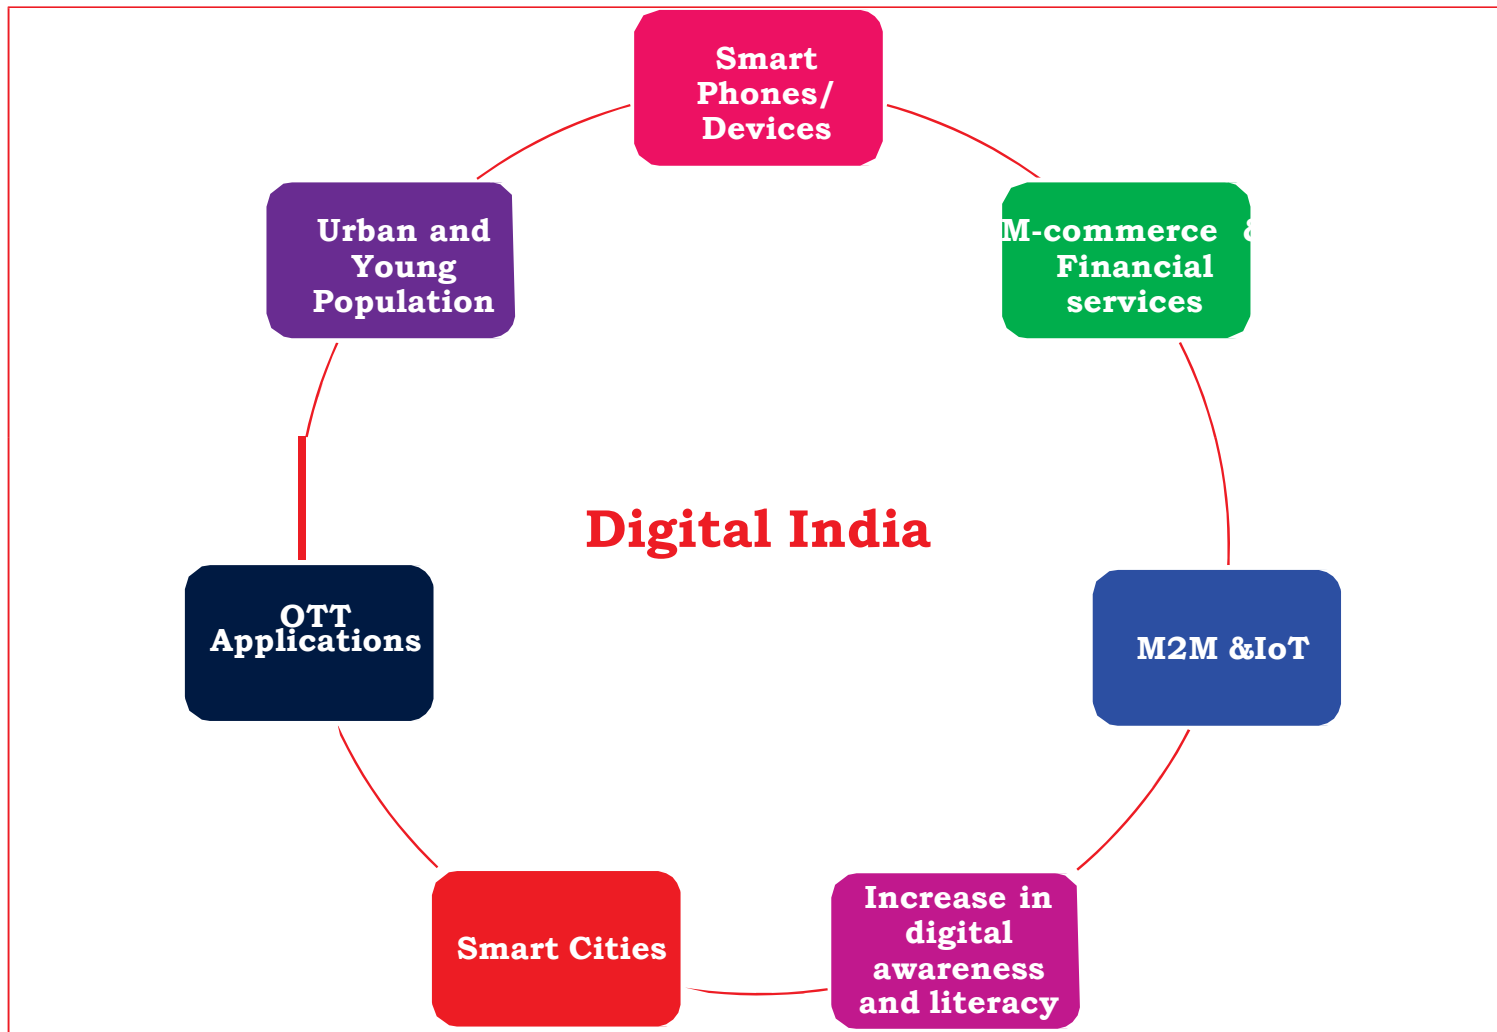 Smart
Phones/
Devices
Urban and
Young
Population
M-commerce &
Financial
services
Digital India
OTT
Applications
M2M &IoT
Increase in
digital
awareness
and literacy
Smart Cities